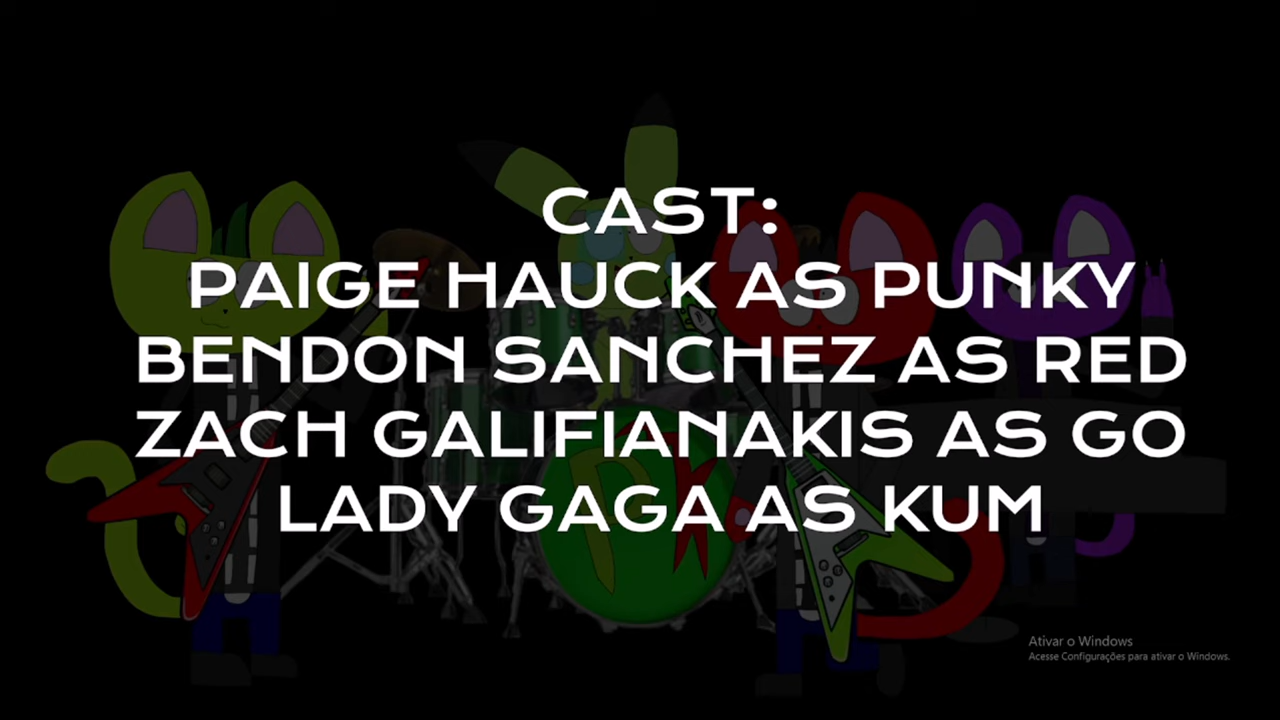 CAST:
PAIGE HAUCK AS PUNKY
BENDON SANCHEZ AS RED
ZACH GALIFIANAKIS AS GO
LADY GAGA AS KUM
PK
Ativar o Windows
Acesse Configurações para ativar o Windows.